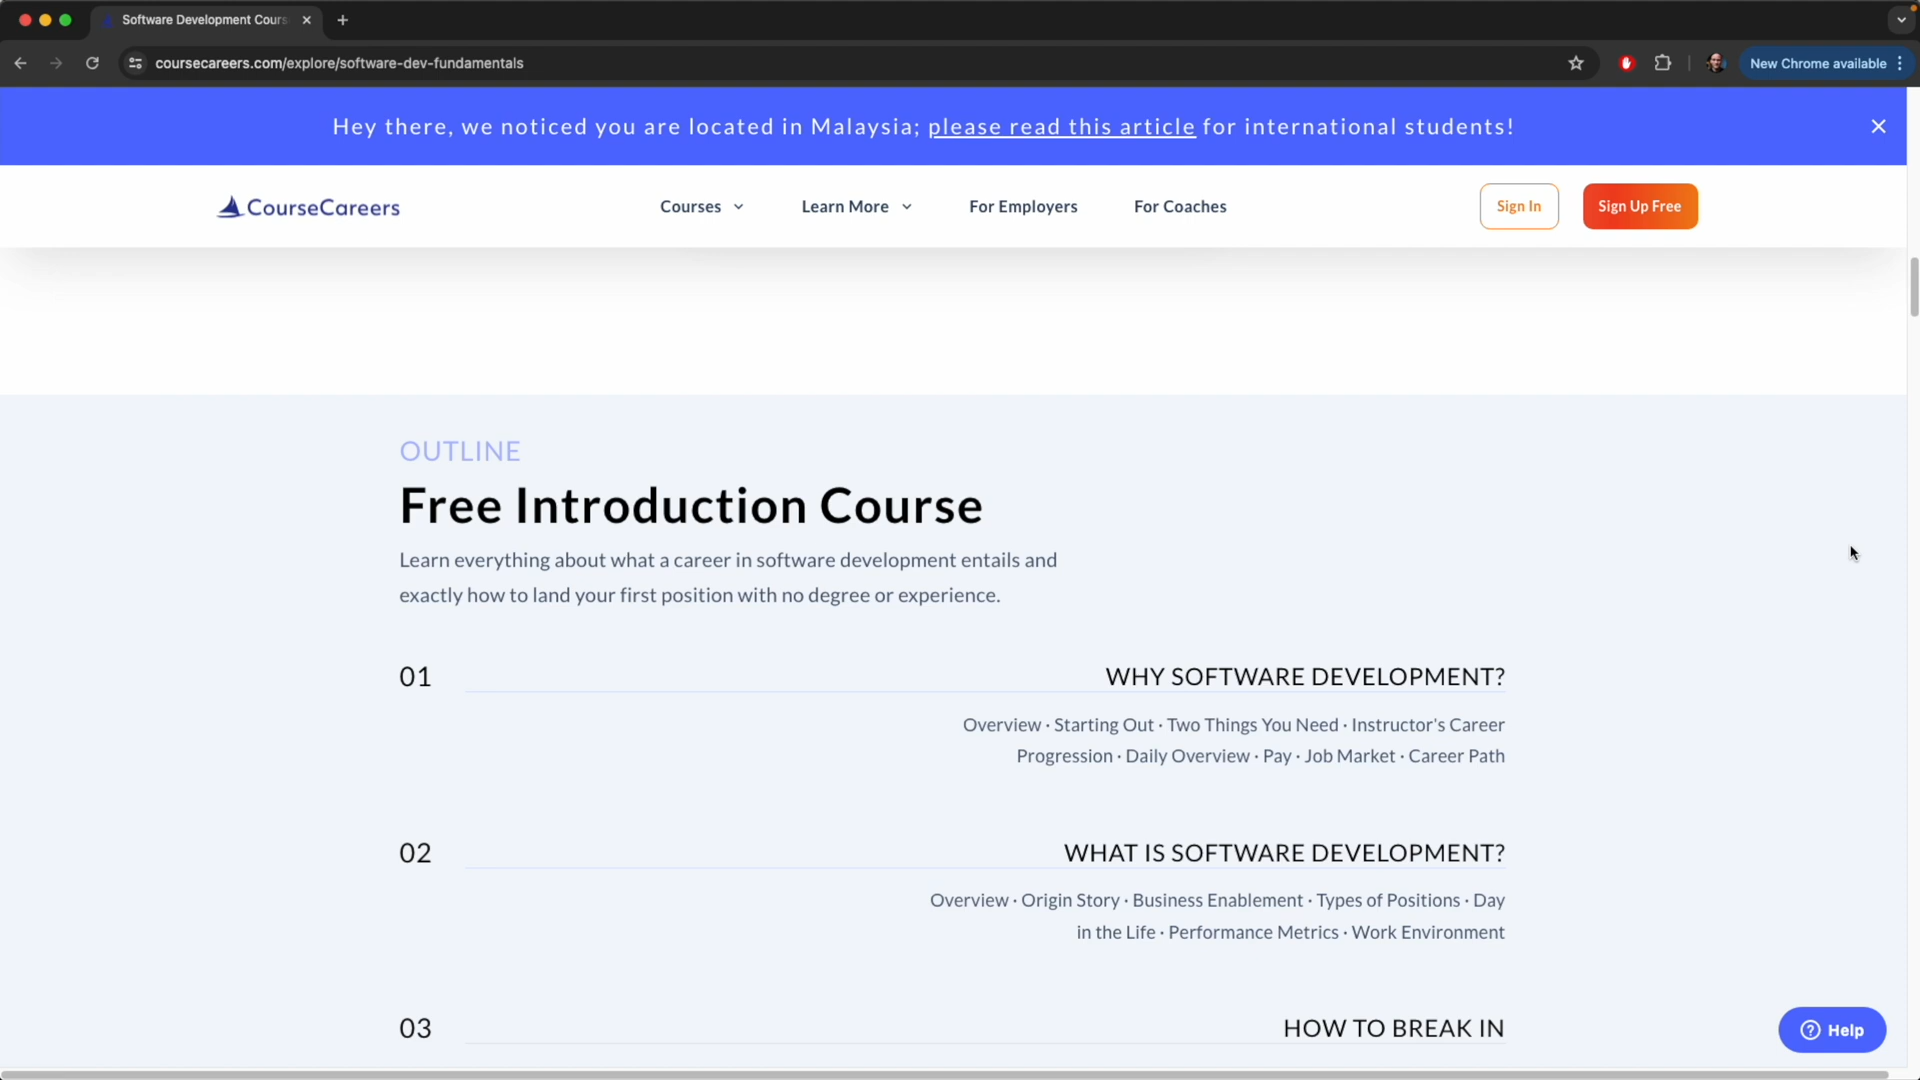 Software Development Cours
coursecareers.com/explore/software-dev-fundamentals
New Chrome available
Hey there, we noticed you are located in Malaysia; please read this article for international students!
CourseCareers
Courses
Learn More
For Employers
For Coaches
Sign In
Sign Up Free
OUTLINE
Free Introduction Course
Learn everything about what a career in software development entails and
exactly how to land your first position with no degree or experience.
01
WHY SOFTWARE DEVELOPMENT?
Overview · Starting Out · Two Things You Need · Instructor's Career
Progression · Daily Overview · Pay · Job Market · Career Path
02
WHAT IS SOFTWARE DEVELOPMENT?
Overview · Origin Story · Business Enablement · Types of Positions · Day
in the Life · Performance Metrics · Work Environment
03
HOW TO BREAK IN
Help